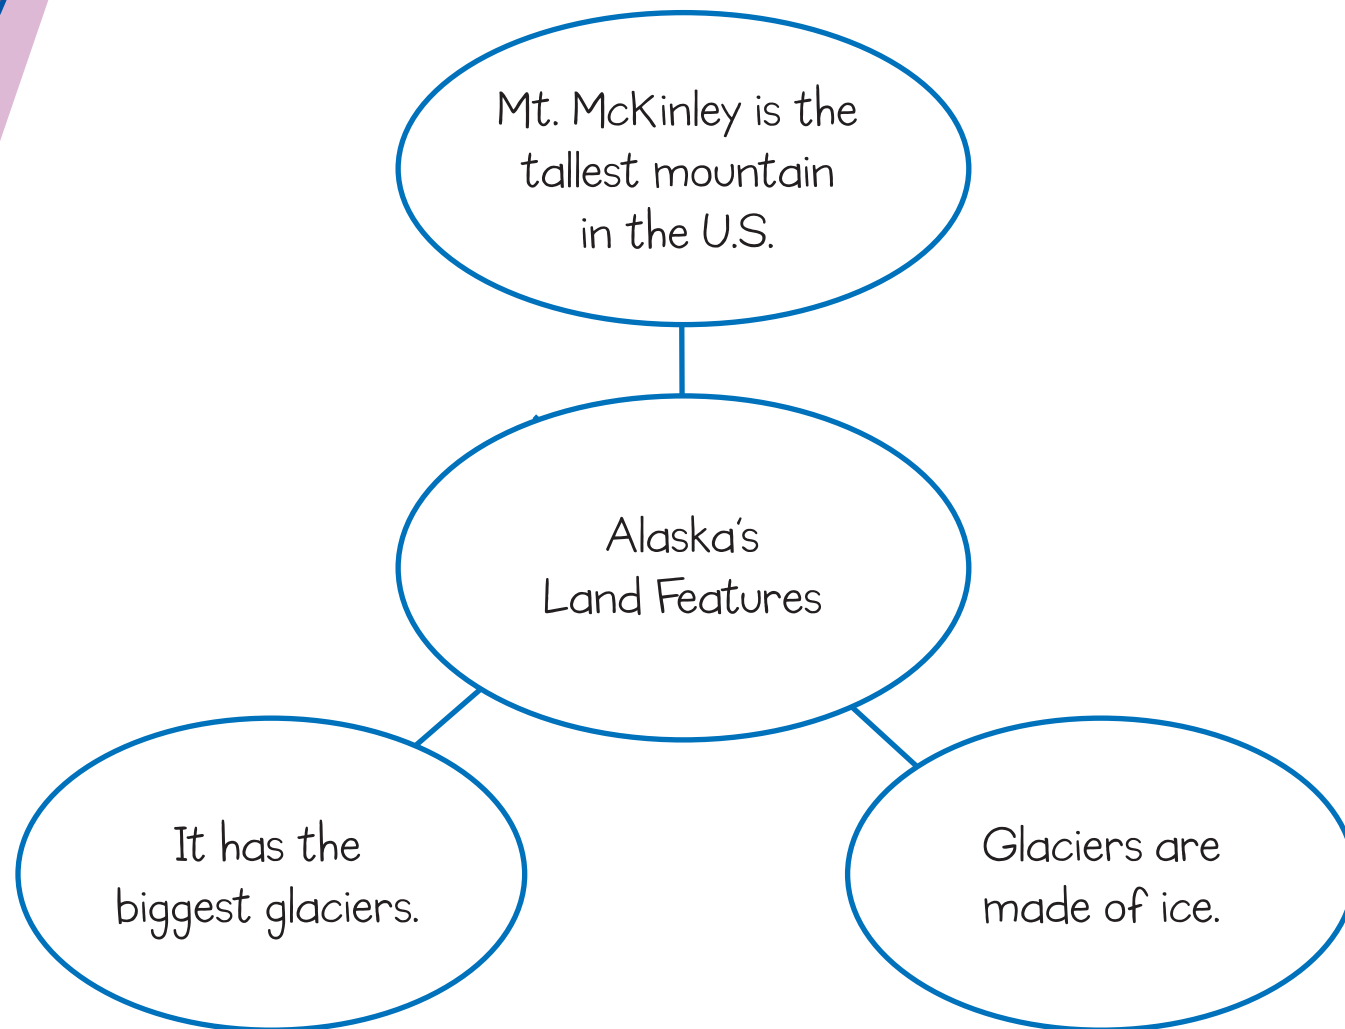 Mt. McKinley is the
tallest mountain
in the U.S.
Alaska's
Land Features
It has the
biggest glaciers.
Glaciers are
made of ice.